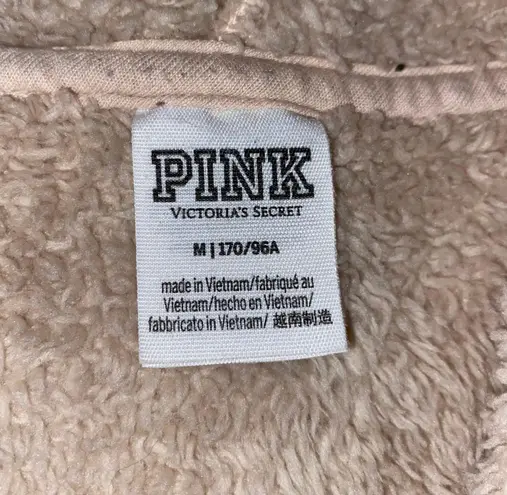 PINK
VICTORIA'S SECRET
M | 170/96A
made in Vietnam/fabriqué au
Vietnam/hecho en Vietnam/
fabbricato in Vietnam/ 越南制造